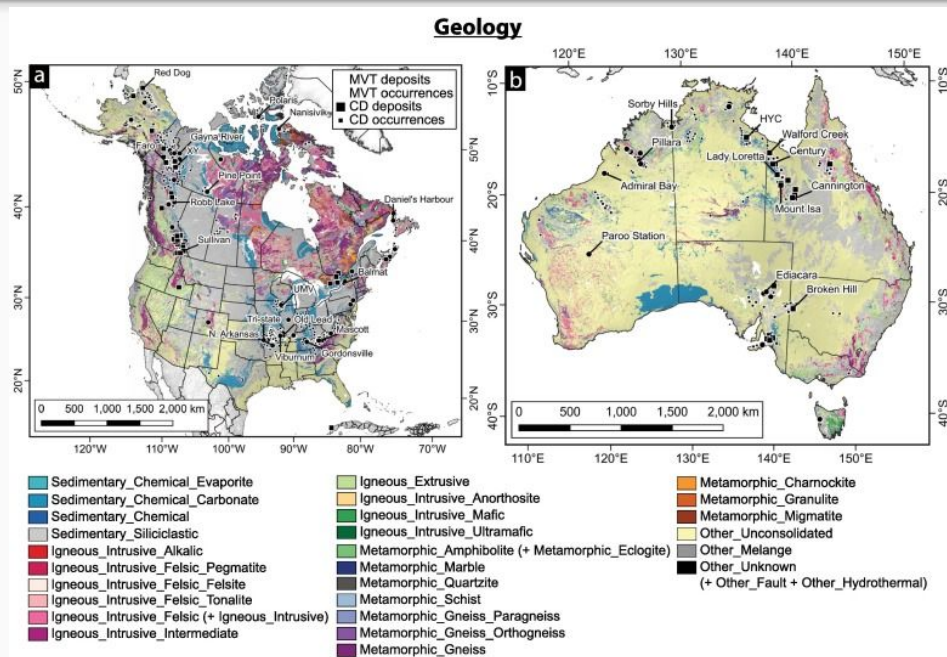 Geology
a
Red Dog
Polaris
Nanisivik
MVT deposits
MVT occurrences
CD deposits
CD occurrences
Gayna River
Faro
XY
Pine Point
Robb Lake
Daniel's Harbour
Sullivan
Balmat
UMV
Tri-state
Old Lead
N. Arkansas
Mascott
Viburnum
Gordonsville
50°N
40°N
30°N
20°N
50°N
40°N
30°N
20°N
0 500 1,000 1,500 2,000 km
120°W 110°W 100°W 90°W 80°W 70°W
b
120°E 130°E 140°E 150°E
Sorby Hills
HYC
Pillara
Walford Creek
Lady Loretta
Century
Admiral Bay
Cannington
Mount Isa
Paroo Station
Ediacara
Broken Hill
10°S
20°S
30°S
40°S
10°S
20°S
30°S
40°S
0 500 1,000 1,500 2,000 km
110°E 120°E 130°E 140°E 150°E
Sedimentary_Chemical_Evaporite
Sedimentary_Chemical_Carbonate
Sedimentary_Chemical
Sedimentary_Siliciclastic
Igneous_Intrusive_Alkalic
Igneous_Intrusive_Felsic_Pegmatite
Igneous_Intrusive_Felsic_Felsite
Igneous_Intrusive_Felsic_Tonalite
Igneous_Intrusive_Felsic (+ Igneous_Intrusive)
Igneous_Intrusive_Intermediate
Igneous_Extrusive
Igneous_Intrusive_Anorthosite
Igneous_Intrusive_Mafic
Igneous_Intrusive_Ultramafic
Metamorphic_Amphibolite (+ Metamorphic_Eclogite)
Metamorphic_Marble
Metamorphic_Quartzite
Metamorphic_Schist
Metamorphic_Gneiss_Paragneiss
Metamorphic_Gneiss_Orthogneiss
Metamorphic_Gneiss
Metamorphic_Charnockite
Metamorphic_Granulite
Metamorphic_Migmatite
Other_Unconsolidated
Other_Melange
Other_Unknown
(+ Other_Fault + Other_Hydrothermal)